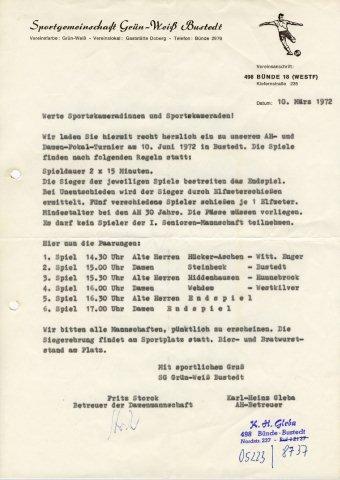 Sportgemeinschaft Grün-Weiß Bustedt
Vereinsfarbe: Grün-Weiß - Vereinslokal: Gaststätte Doberg - Telefon: Bünde 2976
Vereinsanschrift:
498 BÜNDE 18 (WESTF)
Kiefernstraße 235
Datum: 10. März 1972
Werte Sportskameradinnen und Sportskameraden!
Wir laden Sie hiermit recht herzlich ein zu unserem AH- und
Damen-Pokal-Turnier am 10. Juni 1972 in Bustedt. Die Spiele
finden nach folgenden Regeln statt:
Spieldauer 2 x 15 Minuten.
Die Sieger der jeweiligen Spiele bestreiten das Endspiel.
Bei Unentschieden wird der Sieger durch Elfmeterschießen
ermittelt. Fünf verschiedene Spieler schießen je 1 Elfmeter.
Mindestalter bei den AH 30 Jahre. Die Pässe müssen vorliegen.
Es darf kein Spieler der I. Senioren-Mannschaft teilnehmen.
Hier nun die Paarungen:
1. Spiel 14.30 Uhr Alte Herren Hücker-Aschen - Witt. Enger
2. Spiel 15.00 Uhr Damen Steinbeck - Bustedt
3. Spiel 15.30 Uhr Alte Herren Hiddenhausen - Hunnebrock
4. Spiel 16.00 Uhr Damen Wehdem - Westkilver
5. Spiel 16.30 Uhr Alte Herren E n d s p i e l
6. Spiel 17.00 Uhr Damen E n d s p i e l
Wir bitten alle Mannschaften, pünktlich zu erscheinen. Die
Siegerehrung findet am Sportplatz statt. Bier- und Bratwurst-
stand am Platz.
Mit sportlichem Gruß
SG Grün-Weiß Bustedt
Fritz Storck Karl-Heinz Gleba
Betreuer der Damenmannschaft AH-Betreuer
K. H. Gleba
498 Bünde-Bustedt
Nordstr. 237 -
05223 / 8737